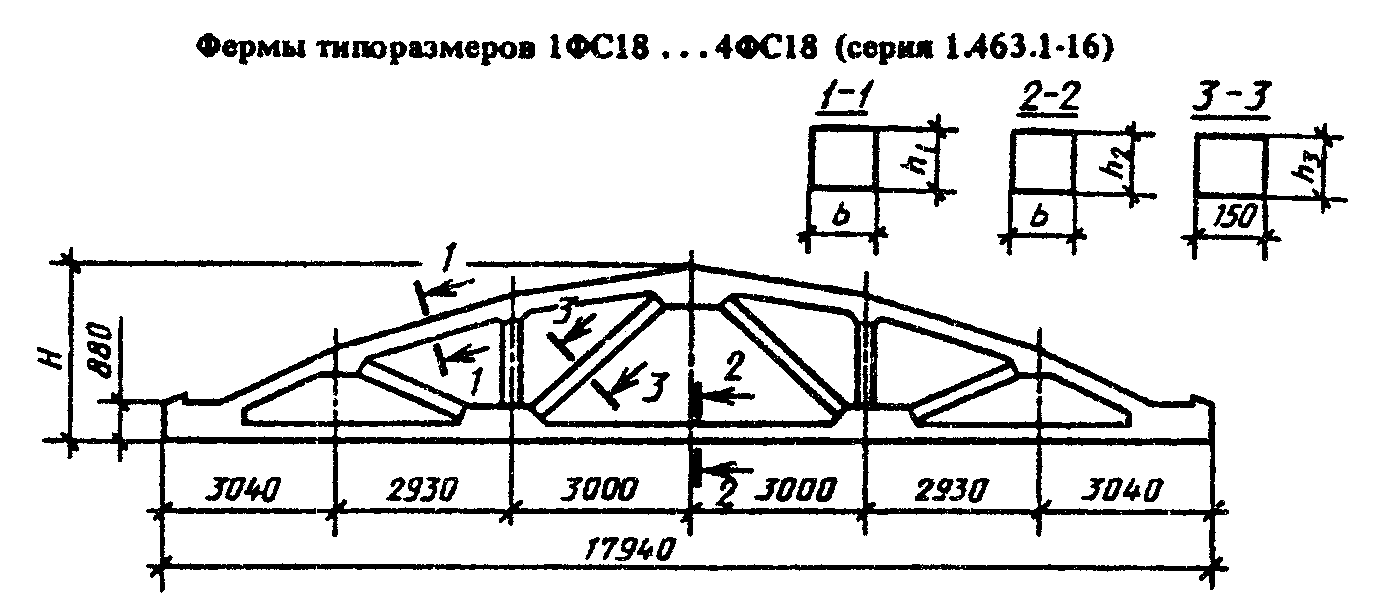 Фермы типоразмеров 1ФС18 ... 4ФС18 (серия 1.463.1-16)
1-1 2-2 3-3
h1 h2 h3
b b 150
1
H 880 3 3 2
1
2
3040 2930 3000 3000 2930 3040
17940